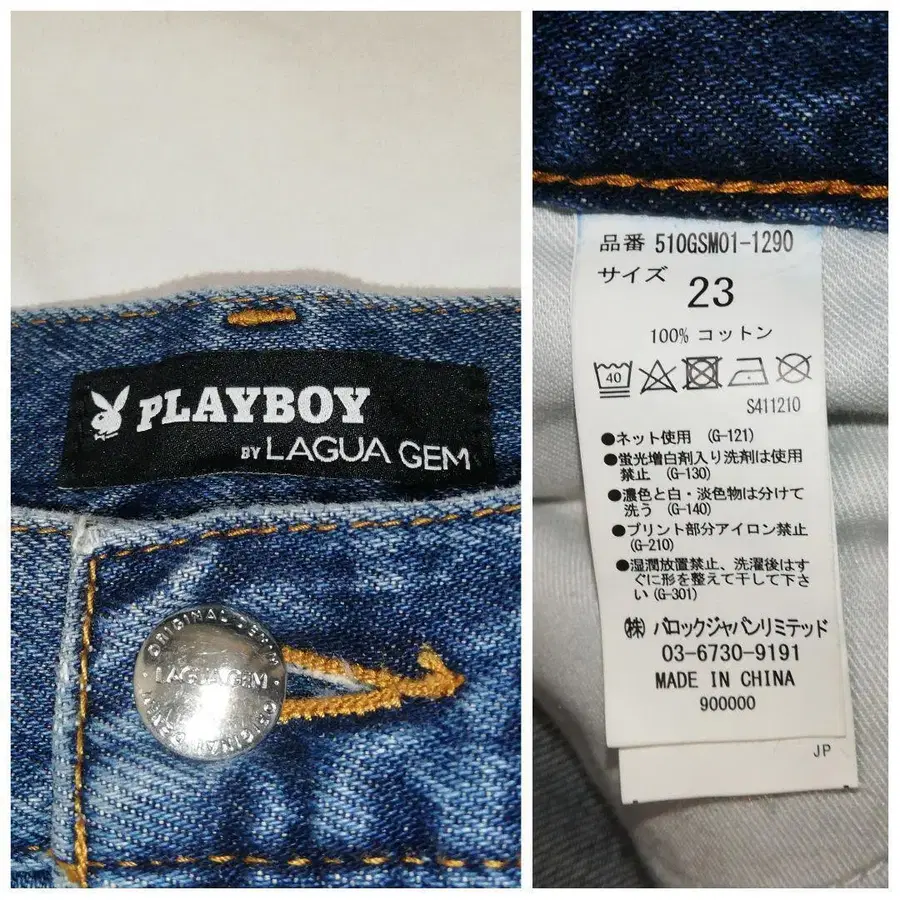 PLAYBOY
BY LAGUA GEM
ORIGINAL GEM
LAGUA GEM
品番 510GSM01-1290
サイズ
23
100% コットン
40
S411210
●ネット使用 (G-121)
●蛍光増白剤入り洗剤は使用
禁止 (G-130)
●濃色と白・淡色物は分けて
洗う (G-140)
●プリント部分アイロン禁止
(G-210)
●湿潤放置禁止、洗濯後はす
ぐに形を整えて干して下さ
い(G-301)
㈱ バロックジャパンリミテッド
03-6730-9191
MADE IN CHINA
900000
JP